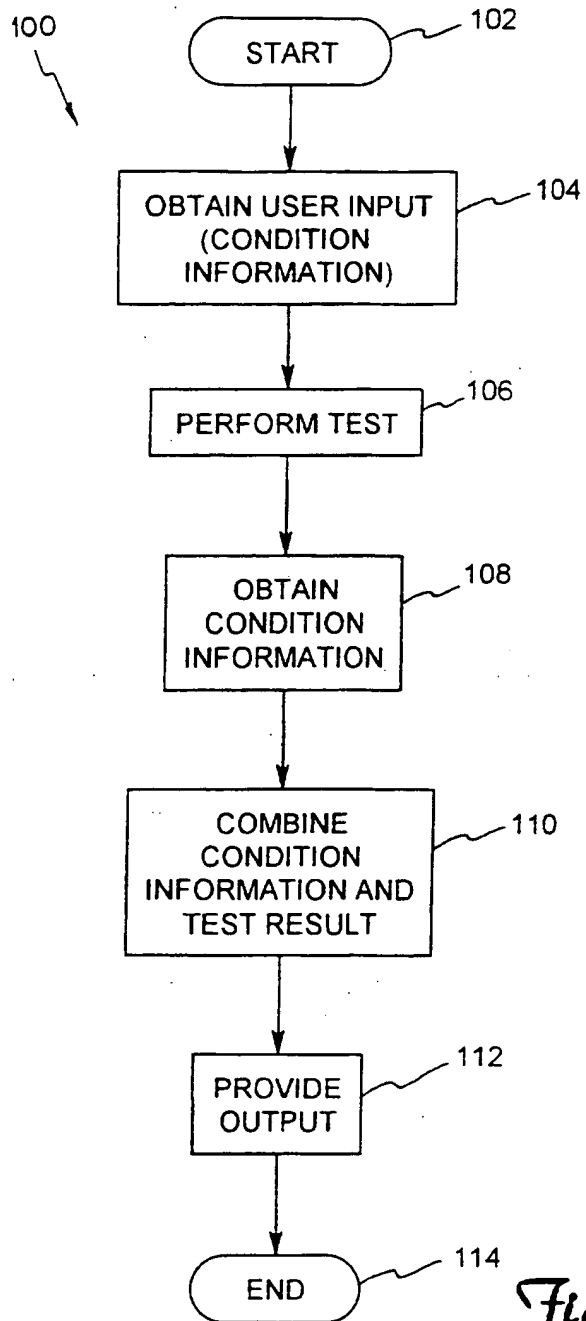 100
START
102
OBTAIN USER INPUT
(CONDITION
INFORMATION)
104
PERFORM TEST
106
OBTAIN
CONDITION
INFORMATION
108
COMBINE
CONDITION
INFORMATION AND
TEST RESULT
110
PROVIDE
OUTPUT
112
END
114